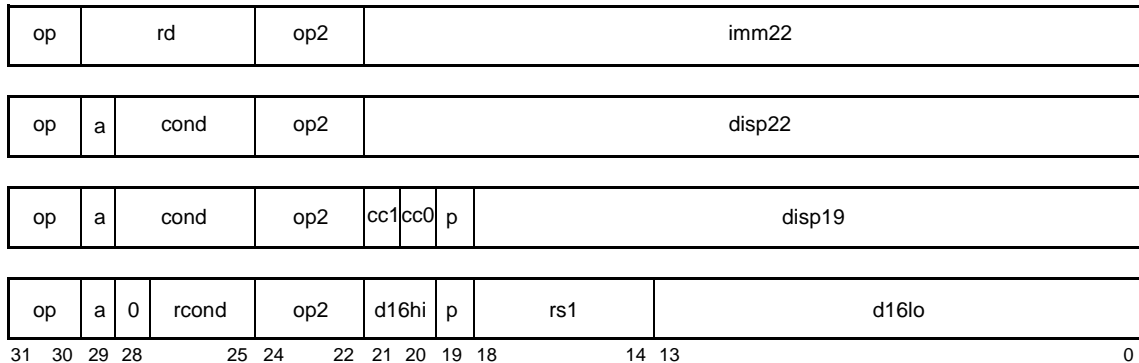 op rd op2 imm22
op a cond op2 disp22
op a cond op2 cc1 cc0 p disp19
op a 0 rcond op2 d16hi p rs1 d16lo
31 30 29 28 25 24 22 21 20 19 18 14 13 0